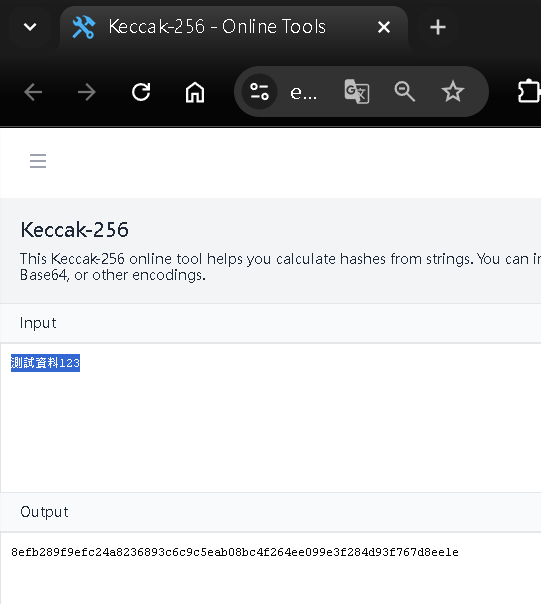 Keccak-256 - Online Tools
e...
Keccak-256
This Keccak-256 online tool helps you calculate hashes from strings. You can in
Base64, or other encodings.
Input
測試資料123
Output
8efb289f9efc24a8236893c6c9c5eab08bc4f264ee099e3f284d93f767d8ee1e